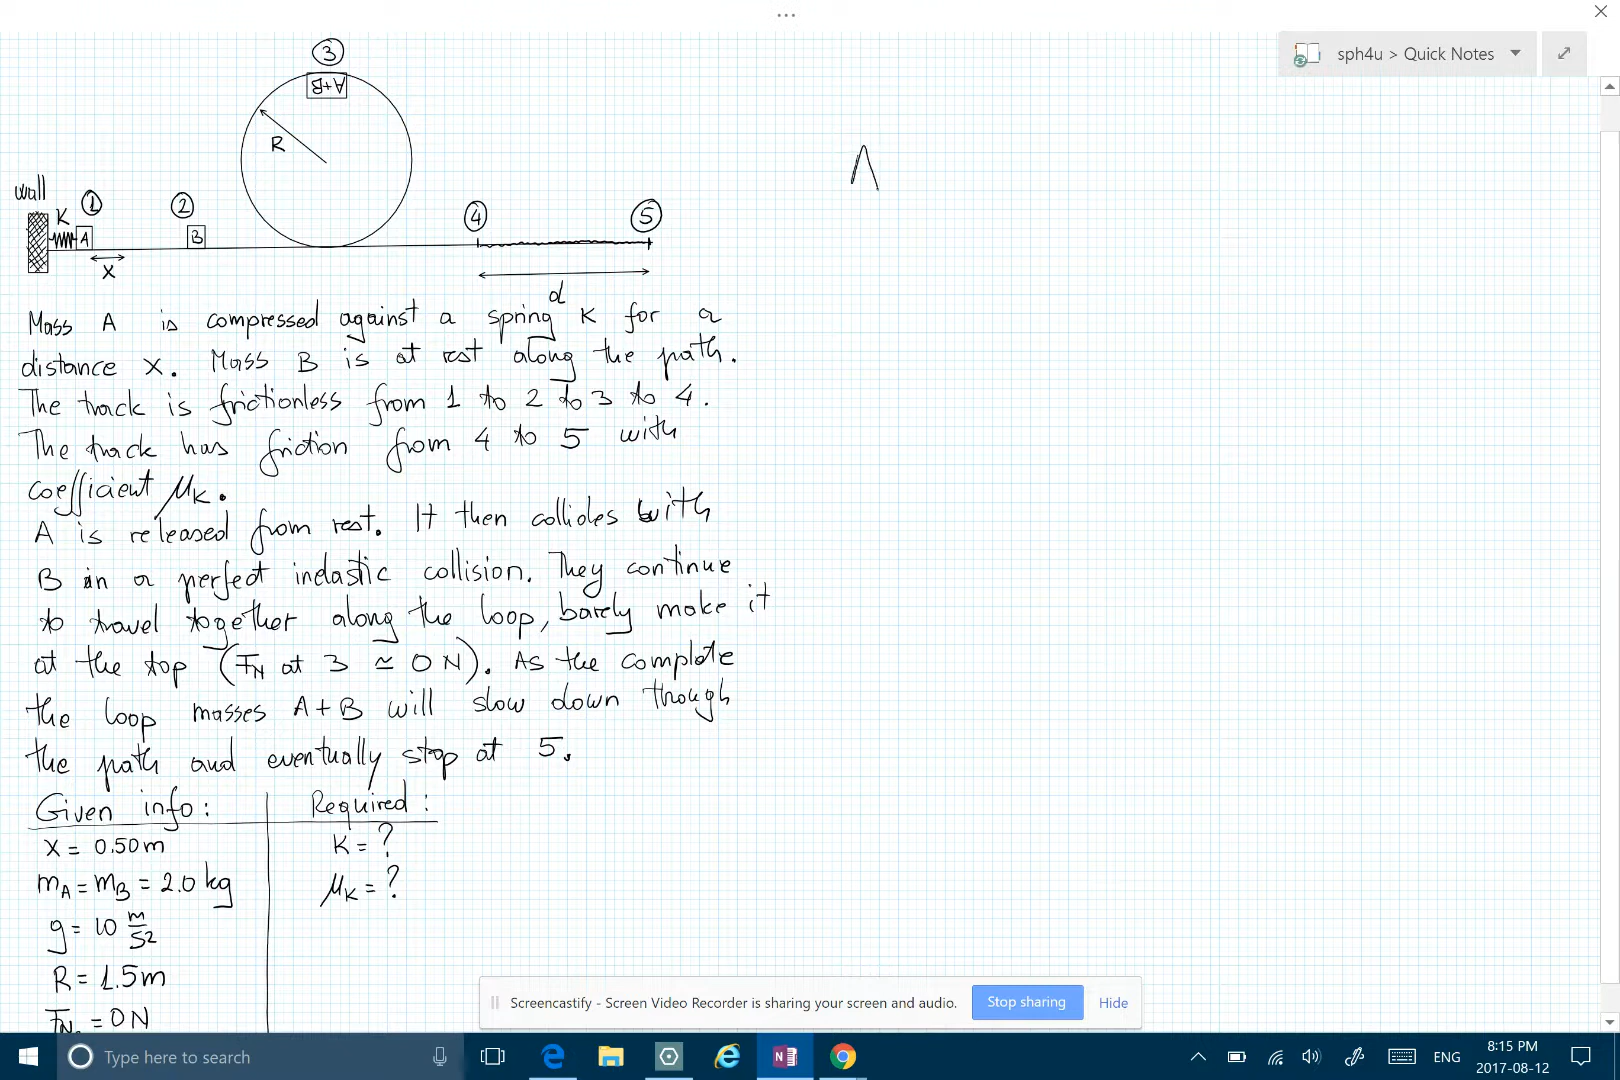 ...
sph4u > Quick Notes
3
A+B
R
wall
1
2
4
5
K
A
B
x
d
Mass A is compressed against a spring K for a
distance x. Mass B is at rest along the path.
The track is frictionless from 1 to 2 to 3 to 4.
The track has friction from 4 to 5 with
coefficient μK.
A is released from rest. It then collides with
B in a perfect inelastic collision. They continue
to travel together along the loop, barely make it
at the top (FN at 3 ≃ 0 N). As the complete
the loop masses A+B will slow down though
the path and eventually stop at 5.
Given info: Required:
x = 0.50m K = ?
mA = mB = 2.0 kg μK = ?
g = 10 m/s2
R = 1.5m
FN = 0N
Screencastify - Screen Video Recorder is sharing your screen and audio. Stop sharing Hide
Type here to search
ENG
8:15 PM
2017-08-12